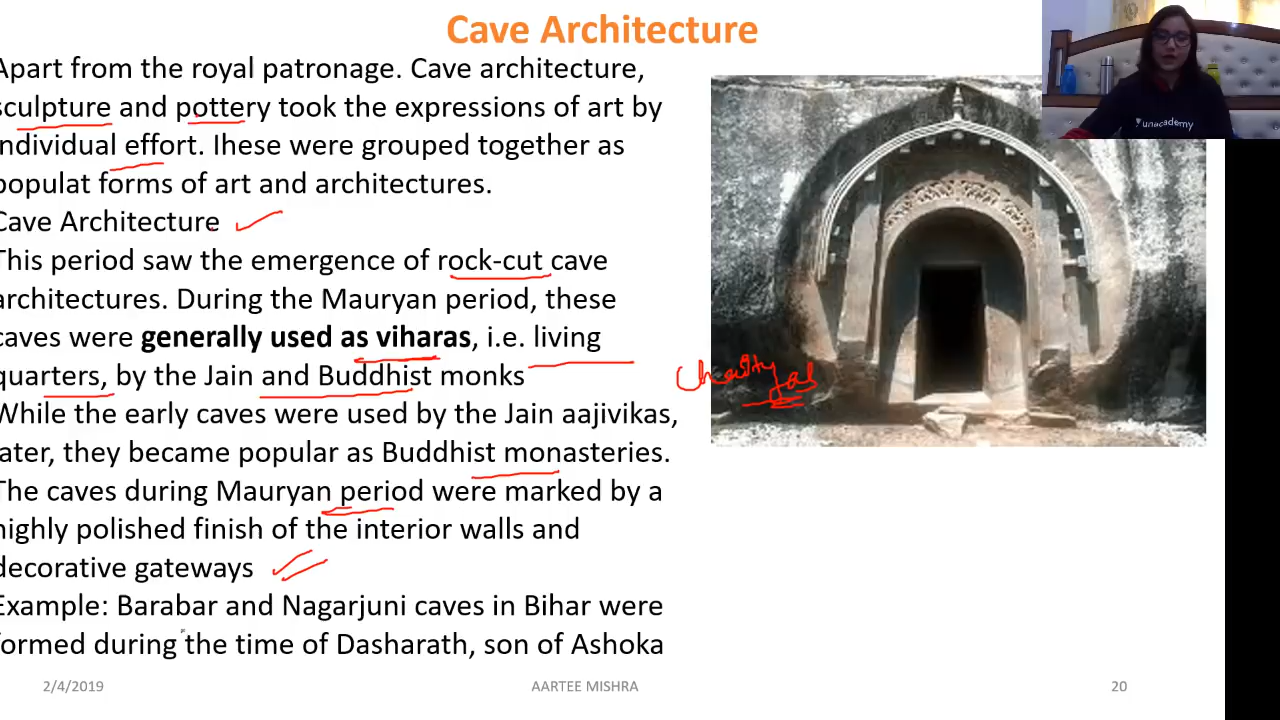 Cave Architecture
Apart from the royal patronage. Cave architecture,
sculpture and pottery took the expressions of art by
individual effort. Ihese were grouped together as
populat forms of art and architectures.
Cave Architecture
This period saw the emergence of rock-cut cave
architectures. During the Mauryan period, these
caves were generally used as viharas, i.e. living
quarters, by the Jain and Buddhist monks
While the early caves were used by the Jain aajivikas,
later, they became popular as Buddhist monasteries.
The caves during Mauryan period were marked by a
highly polished finish of the interior walls and
decorative gateways
Example: Barabar and Nagarjuni caves in Bihar were
formed during the time of Dasharath, son of Ashoka
unacademy
2/4/2019
AARTEE MISHRA
20